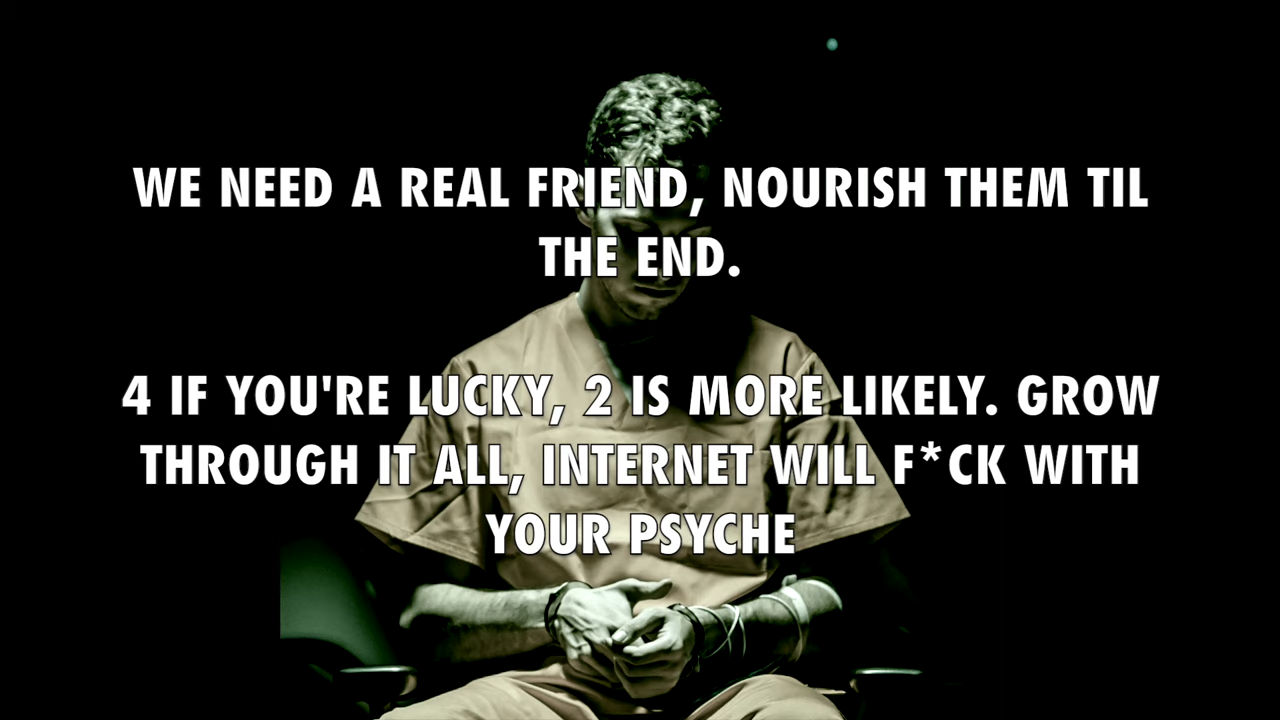 WE NEED A REAL FRIEND, NOURISH THEM TIL
THE END.
4 IF YOU'RE LUCKY, 2 IS MORE LIKELY. GROW
THROUGH IT ALL, INTERNET WILL F*CK WITH
YOUR PSYCHE